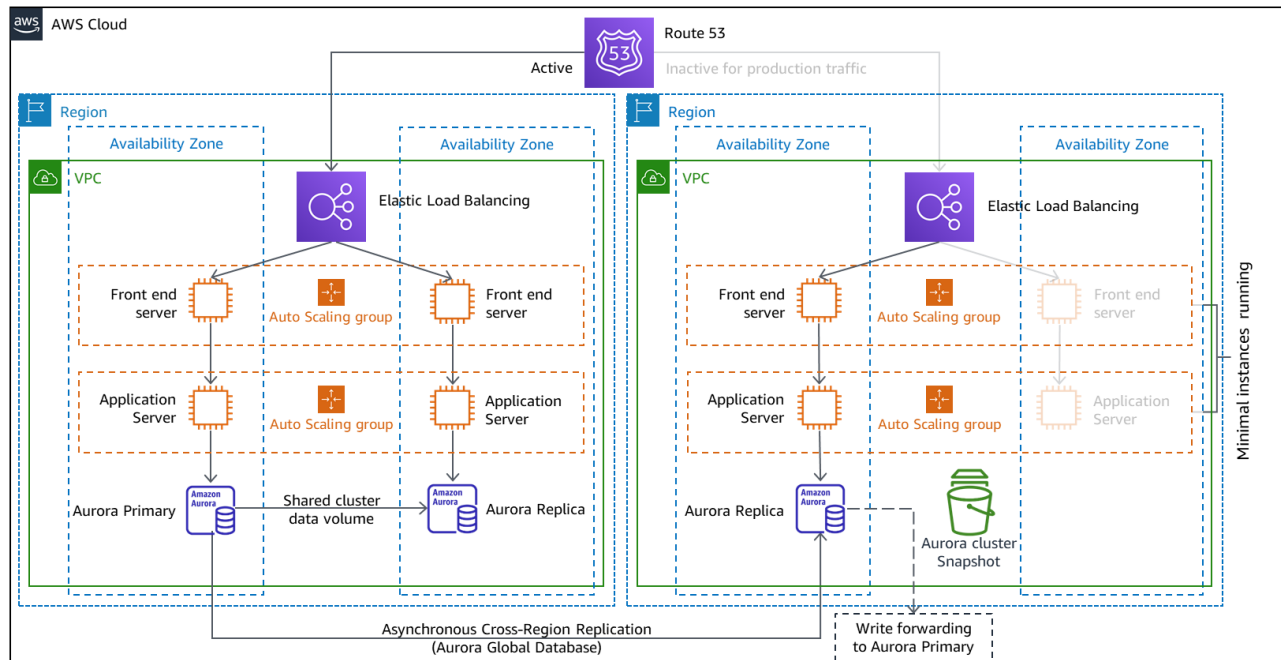 aws
AWS Cloud
Route 53
53
Active
Inactive for production traffic
Region
Availability Zone
Availability Zone
VPC
Elastic Load Balancing
Front end
server
Auto Scaling group
Front end
server
Application
Server
Auto Scaling group
Application
Server
Aurora Primary
Amazon
Aurora
Shared cluster
data volume
Amazon
Aurora
Aurora Replica
Region
Availability Zone
Availability Zone
VPC
Elastic Load Balancing
Front end
server
Auto Scaling group
Front end
server
Application
Server
Auto Scaling group
Application
Server
Minimal instances running
Aurora Replica
Amazon
Aurora
Aurora cluster
Snapshot
Asynchronous Cross-Region Replication
(Aurora Global Database)
Write forwarding
to Aurora Primary